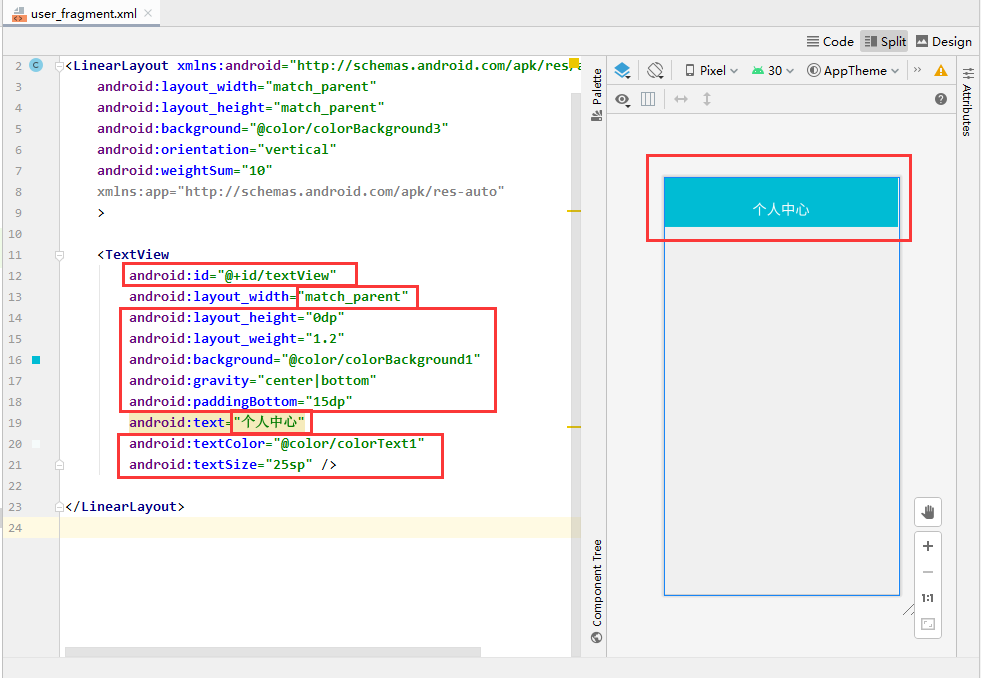 user_fragment.xml
Code
Split
Design
2 <LinearLayout xmlns:android="http://schemas.android.com/apk/res/a
3 android:layout_width="match_parent"
4 android:layout_height="match_parent"
5 android:background="@color/colorBackground3"
6 android:orientation="vertical"
7 android:weightSum="10"
8 xmlns:app="http://schemas.android.com/apk/res-auto"
9 >
10
11 <TextView
12 android:id="@+id/textView"
13 android:layout_width="match_parent"
14 android:layout_height="0dp"
15 android:layout_weight="1.2"
16 android:background="@color/colorBackground1"
17 android:gravity="center|bottom"
18 android:paddingBottom="15dp"
19 android:text="个人中心"
20 android:textColor="@color/colorText1"
21 android:textSize="25sp" />
22
23 </LinearLayout>
24
C
Palette
Component Tree
Pixel
30
AppTheme
Attributes
个人中心
1:1